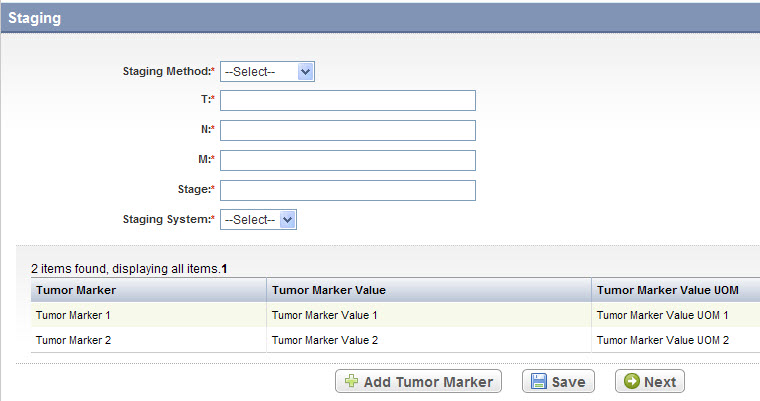 Staging
Staging Method:* --Select--
T:*
N:*
M:*
Stage:*
Staging System:* --Select--
2 items found, displaying all items.1
Tumor Marker Tumor Marker Value Tumor Marker Value UOM
Tumor Marker 1 Tumor Marker Value 1 Tumor Marker Value UOM 1
Tumor Marker 2 Tumor Marker Value 2 Tumor Marker Value UOM 2
Add Tumor Marker Save Next